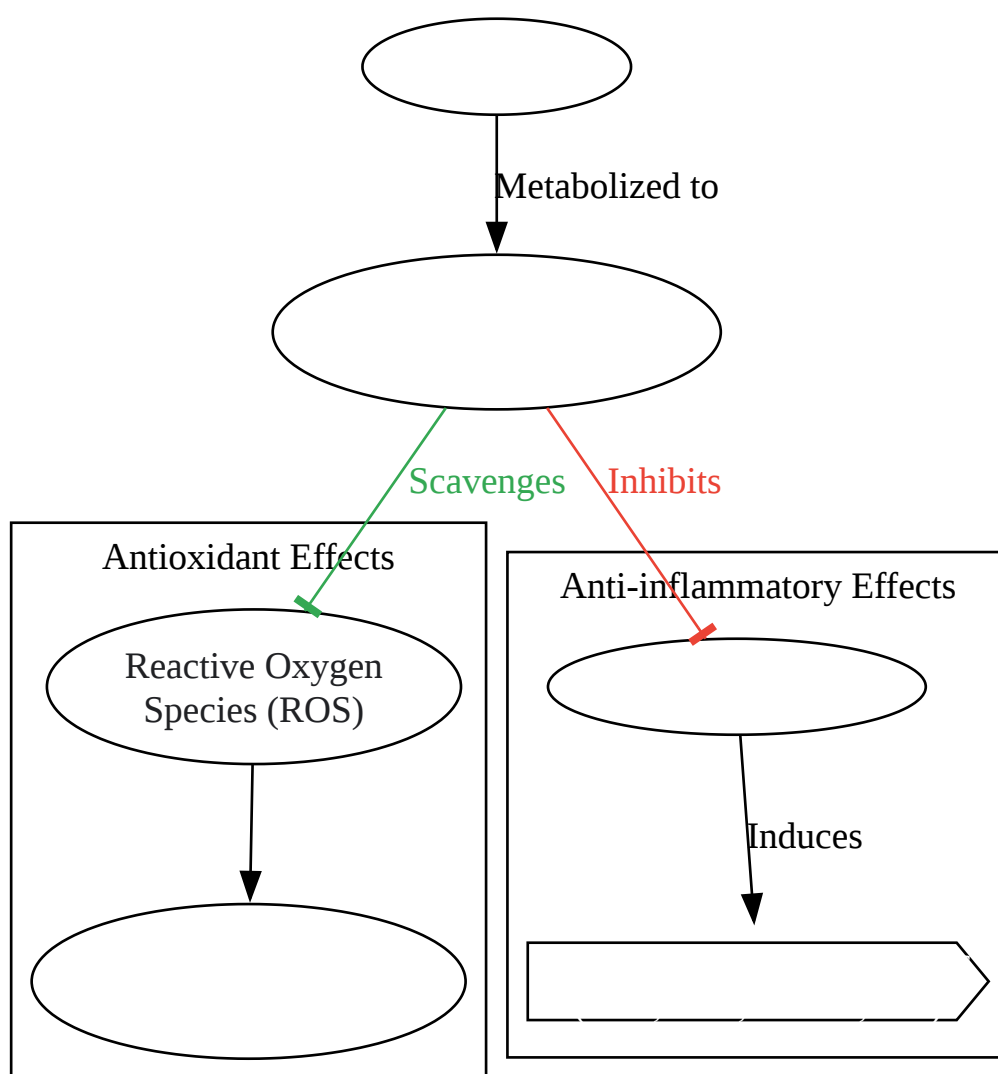 Metabolized to
Scavenges
Inhibits
Antioxidant Effects
Anti-inflammatory Effects
Reactive Oxygen
Species (ROS)
Induces